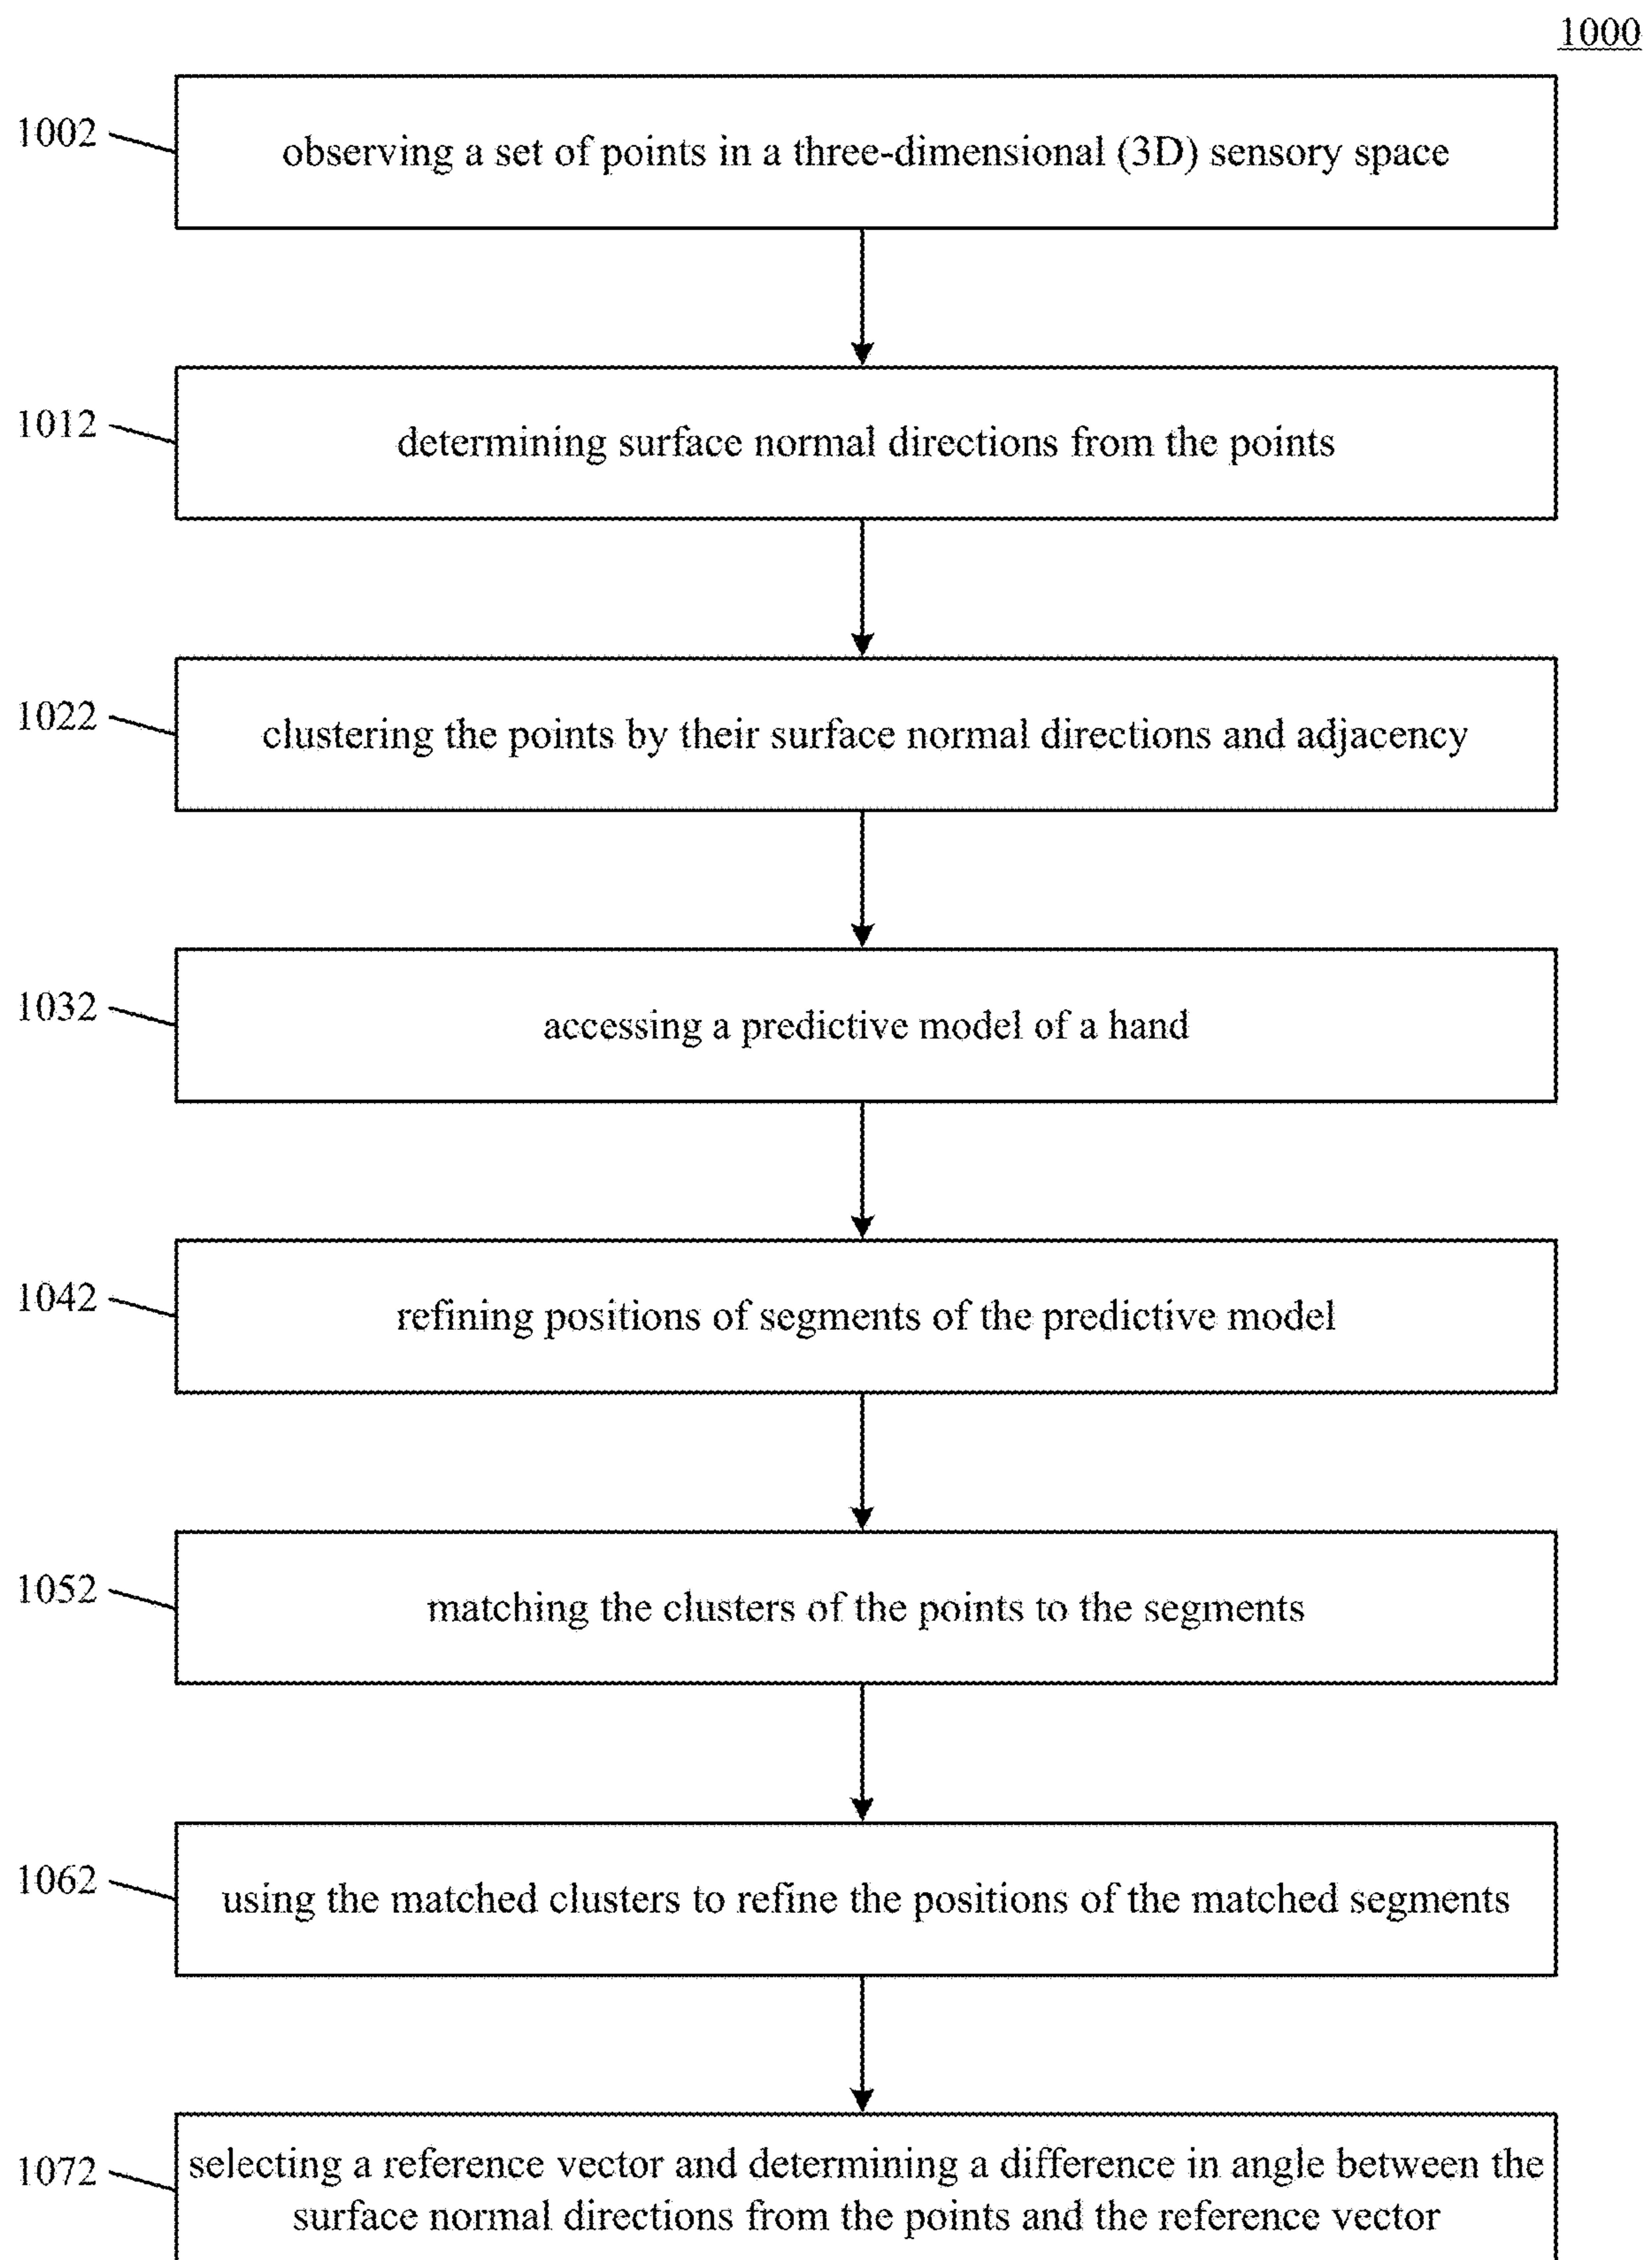 1000
1002
observing a set of points in a three-dimensional (3D) sensory space
1012
determining surface normal directions from the points
1022
clustering the points by their surface normal directions and adjacency
1032
accessing a predictive model of a hand
1042
refining positions of segments of the predictive model
1052
matching the clusters of the points to the segments
1062
using the matched clusters to refine the positions of the matched segments
1072
selecting a reference vector and determining a difference in angle between the
surface normal directions from the points and the reference vector